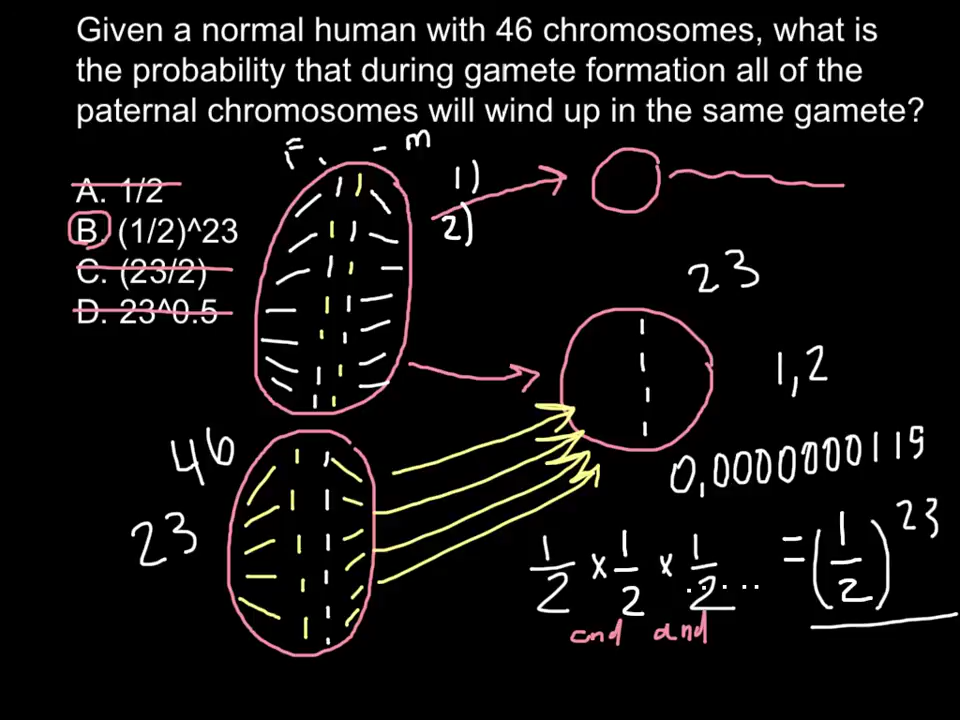 Given a normal human with 46 chromosomes, what is
the probability that during gamete formation all of the
paternal chromosomes will wind up in the same gamete?
F. - m
A. 1/2
B. (1/2)^23
C. (23/2)
D. 23^0.5
1)
2)
23
1,2
46
23
0,0000000119
1/2 x 1/2 x 1/2 ..... = (1/2)^23
and and